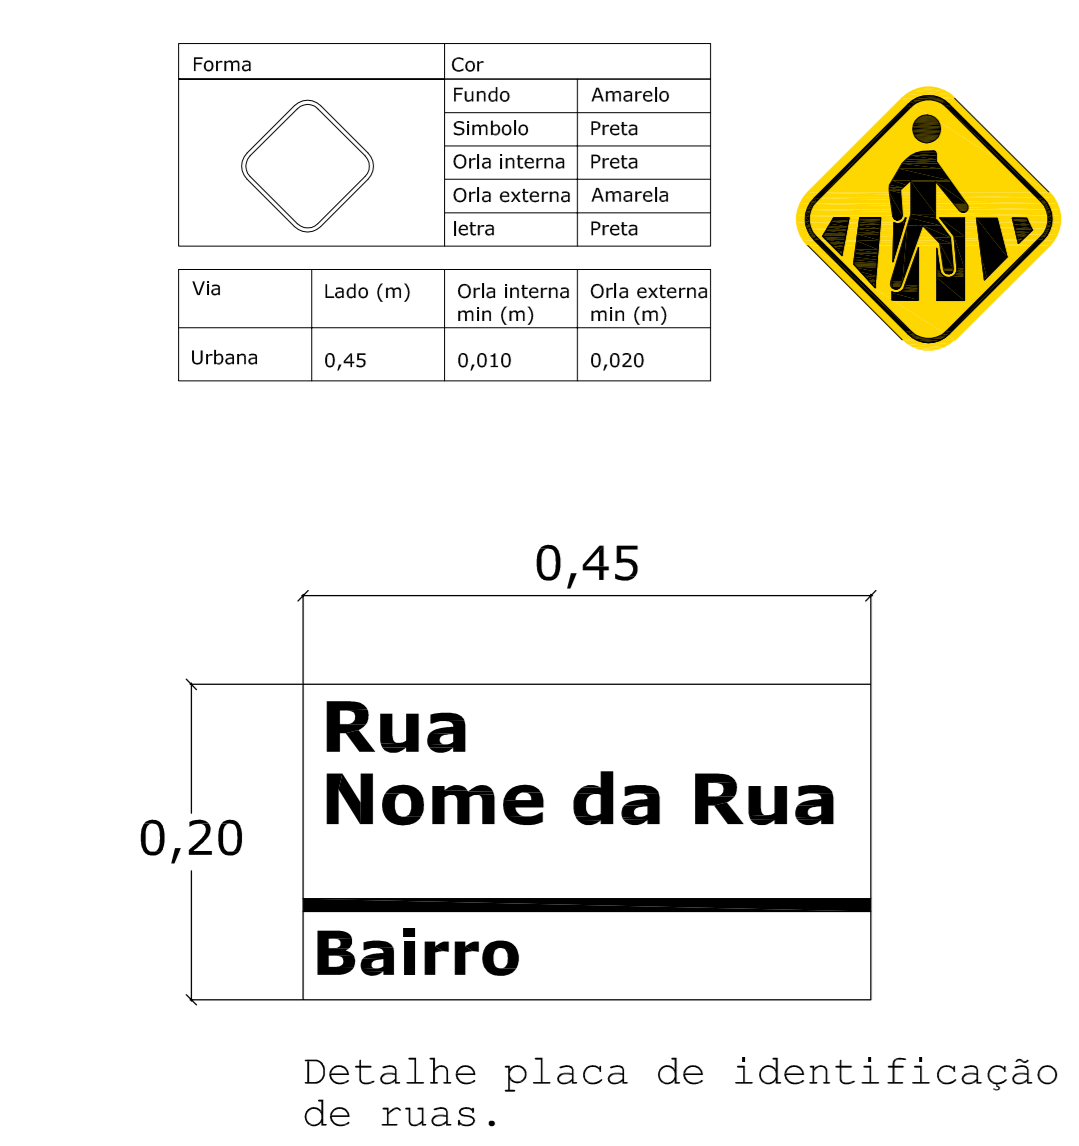 Forma Cor
Fundo Amarelo
Simbolo Preta
Orla interna Preta
Orla externa Amarela
letra Preta
Via Lado (m) Orla interna min (m) Orla externa min (m)
Urbana 0,45 0,010 0,020
0,45
Rua
Nome da Rua
0,20
Bairro
Detalhe placa de identificação
de ruas.